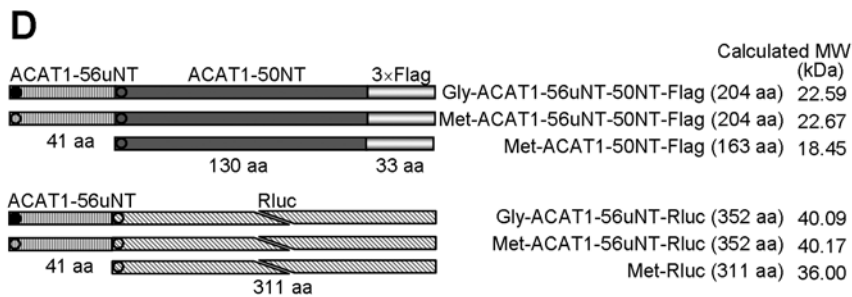 D
Calculated MW
(kDa)
ACAT1-56uNT ACAT1-50NT 3×Flag
Gly-ACAT1-56uNT-50NT-Flag (204 aa) 22.59
Met-ACAT1-56uNT-50NT-Flag (204 aa) 22.67
41 aa Met-ACAT1-50NT-Flag (163 aa) 18.45
130 aa 33 aa
ACAT1-56uNT Rluc
Gly-ACAT1-56uNT-Rluc (352 aa) 40.09
Met-ACAT1-56uNT-Rluc (352 aa) 40.17
41 aa Met-Rluc (311 aa) 36.00
311 aa